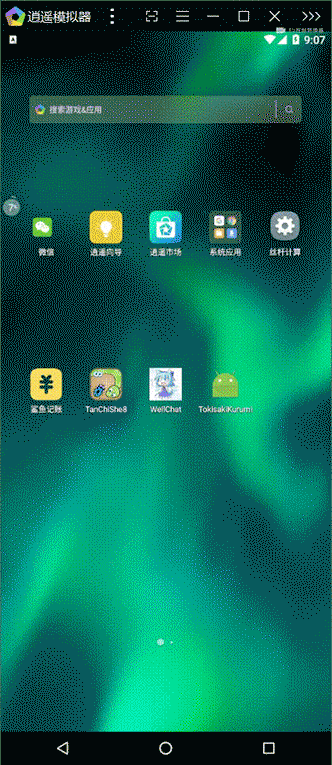 逍遥模拟器
A
9:07
搜索游戏&应用
微信
逍遥向导
逍遥市场
系统应用
丝杆计算
鲨鱼记账
TanChiShe8
WellChat
TokisakiKurumi